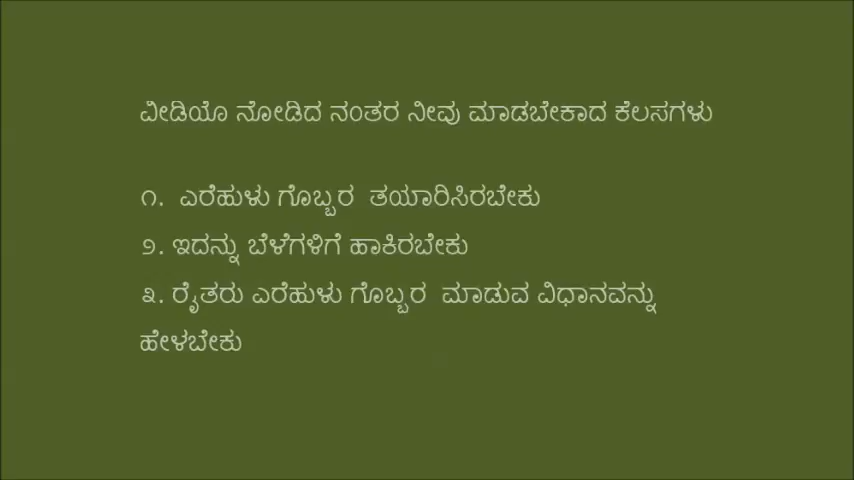 ವೀಡಿಯೊ ನೋಡಿದ ನಂತರ ನೀವು ಮಾಡಬೇಕಾದ ಕೆಲಸಗಳು
೧. ಎರೆಹುಳು ಗೊಬ್ಬರ ತಯಾರಿಸಿರಬೇಕು
೨. ಇದನ್ನು ಬೆಳೆಗಳಿಗೆ ಹಾಕಿರಬೇಕು
೩. ರೈತರು ಎರೆಹುಳು ಗೊಬ್ಬರ ಮಾಡುವ ವಿಧಾನವನ್ನು
ಹೇಳಬೇಕು